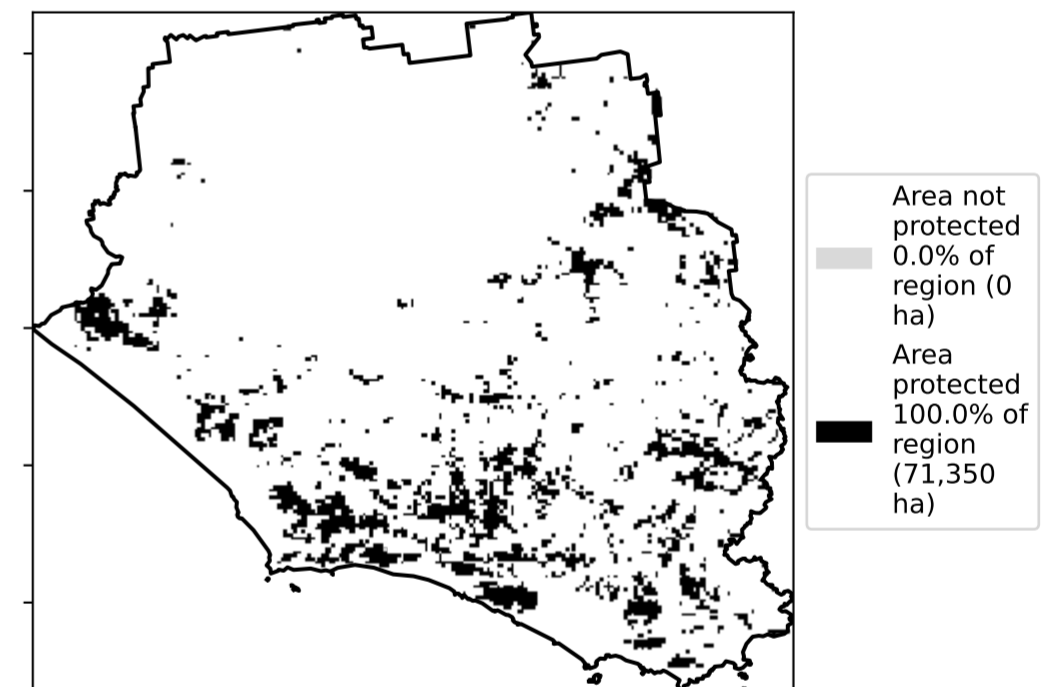 Area not
protected
0.0% of
region (0
ha)
Area
protected
100.0% of
region
(71,350
ha)